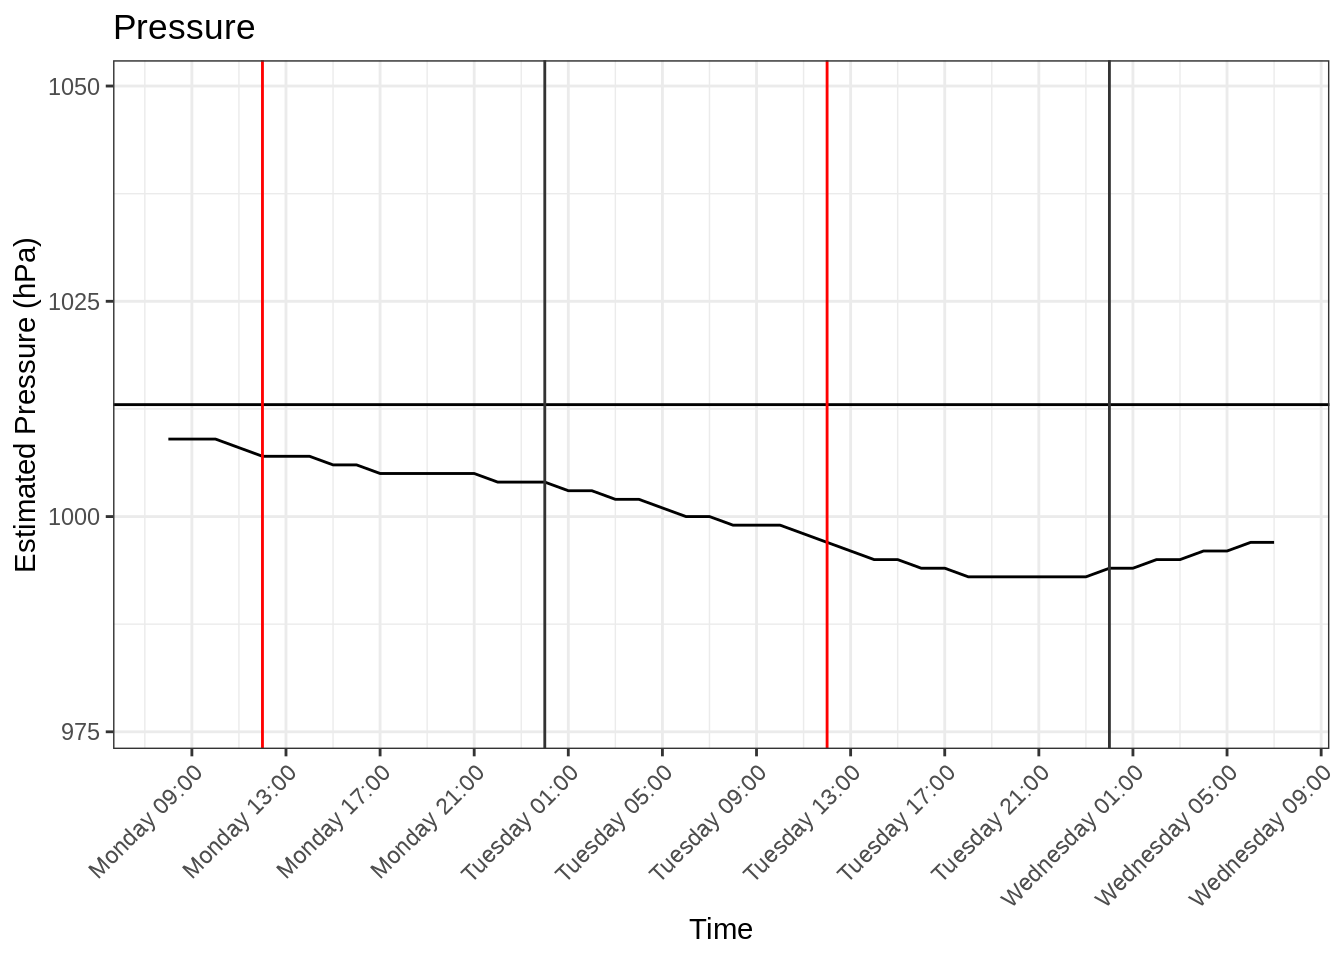 Pressure
Estimated Pressure (hPa)
1050
1025
1000
975
Monday 09:00
Monday 13:00
Monday 17:00
Monday 21:00
Tuesday 01:00
Tuesday 05:00
Tuesday 09:00
Tuesday 13:00
Tuesday 17:00
Tuesday 21:00
Wednesday 01:00
Wednesday 05:00
Wednesday 09:00
Time